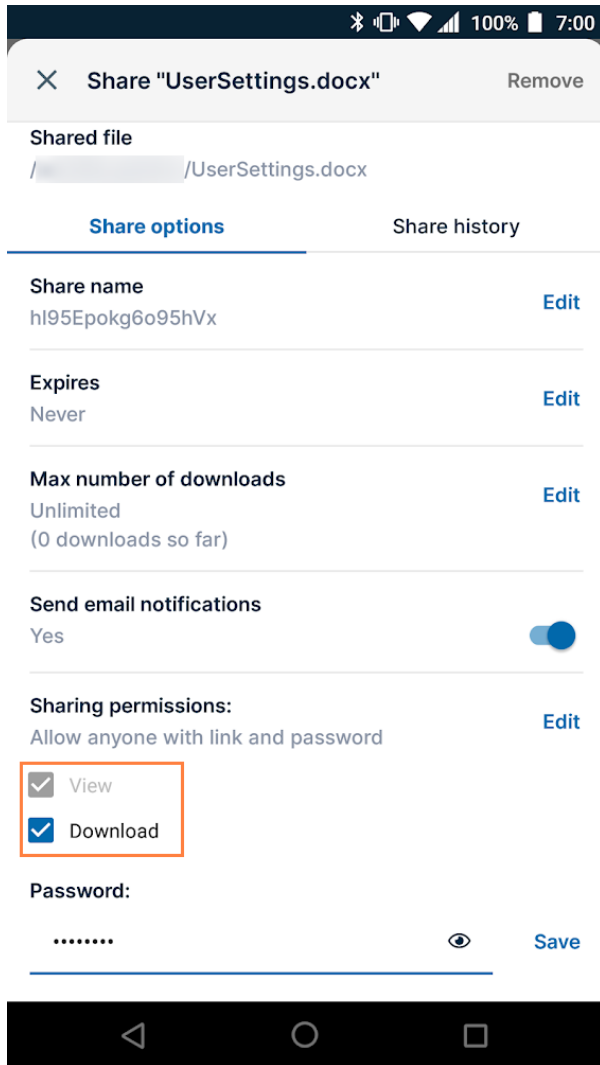 100% 7:00
Share "UserSettings.docx" Remove
Shared file
/ /UserSettings.docx
Share options Share history
Share name
Edit
hI95Epokg6o95hVx
Expires
Edit
Never
Max number of downloads
Edit
Unlimited
(0 downloads so far)
Send email notifications
Yes
Sharing permissions:
Edit
Allow anyone with link and password
View
Download
Password:
•••••••• Save